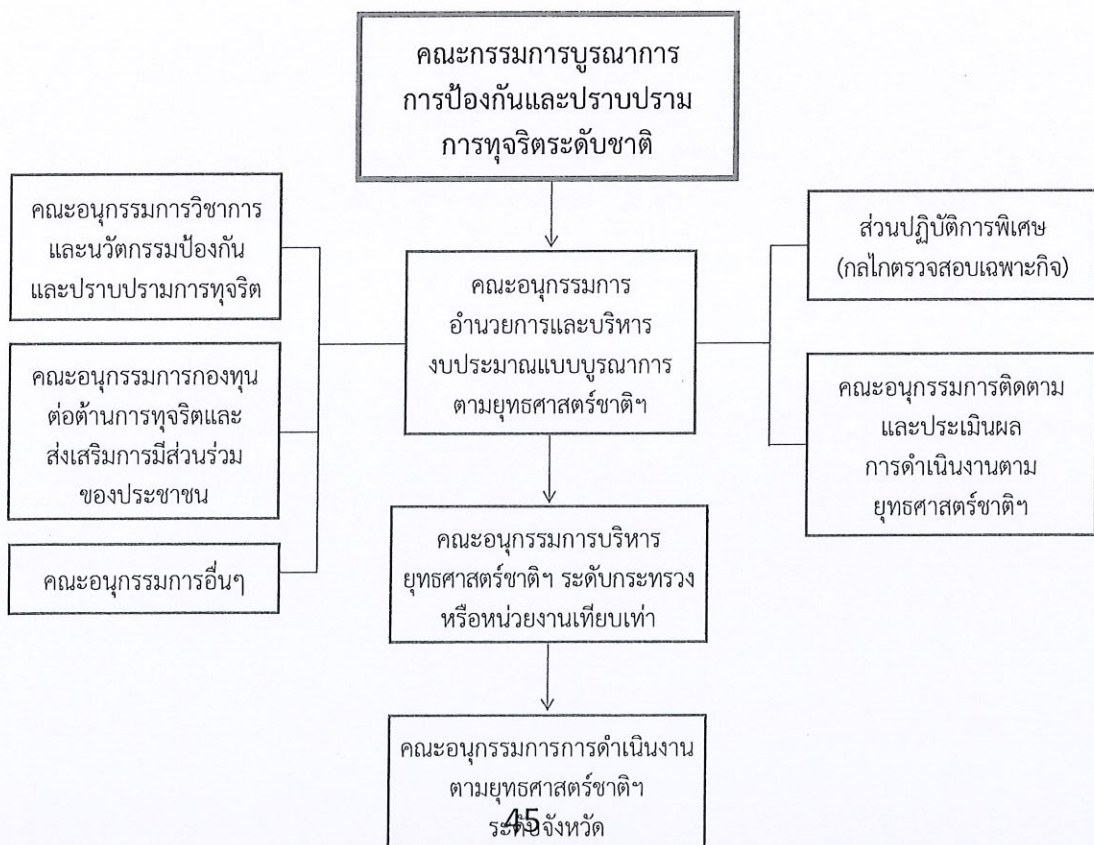 คณะกรรมการบูรณาการ
การป้องกันและปราบปราม
การทุจริตระดับชาติ
คณะอนุกรรมการวิชาการ
และนวัตกรรมป้องกัน
และปราบปรามการทุจริต
คณะอนุกรรมการกองทุน
ต่อต้านการทุจริตและ
ส่งเสริมการมีส่วนร่วม
ของประชาชน
คณะอนุกรรมการอื่นๆ
คณะอนุกรรมการ
อำนวยการและบริหาร
งบประมาณแบบบูรณาการ
ตามยุทธศาสตร์ชาติฯ
ส่วนปฏิบัติการพิเศษ
(กลไกตรวจสอบเฉพาะกิจ)
คณะอนุกรรมการติดตาม
และประเมินผล
การดำเนินงานตาม
ยุทธศาสตร์ชาติฯ
คณะอนุกรรมการบริหาร
ยุทธศาสตร์ชาติฯ ระดับกระทรวง
หรือหน่วยงานเทียบเท่า
คณะอนุกรรมการการดำเนินงาน
ตามยุทธศาสตร์ชาติฯ
ระดับจังหวัด
45